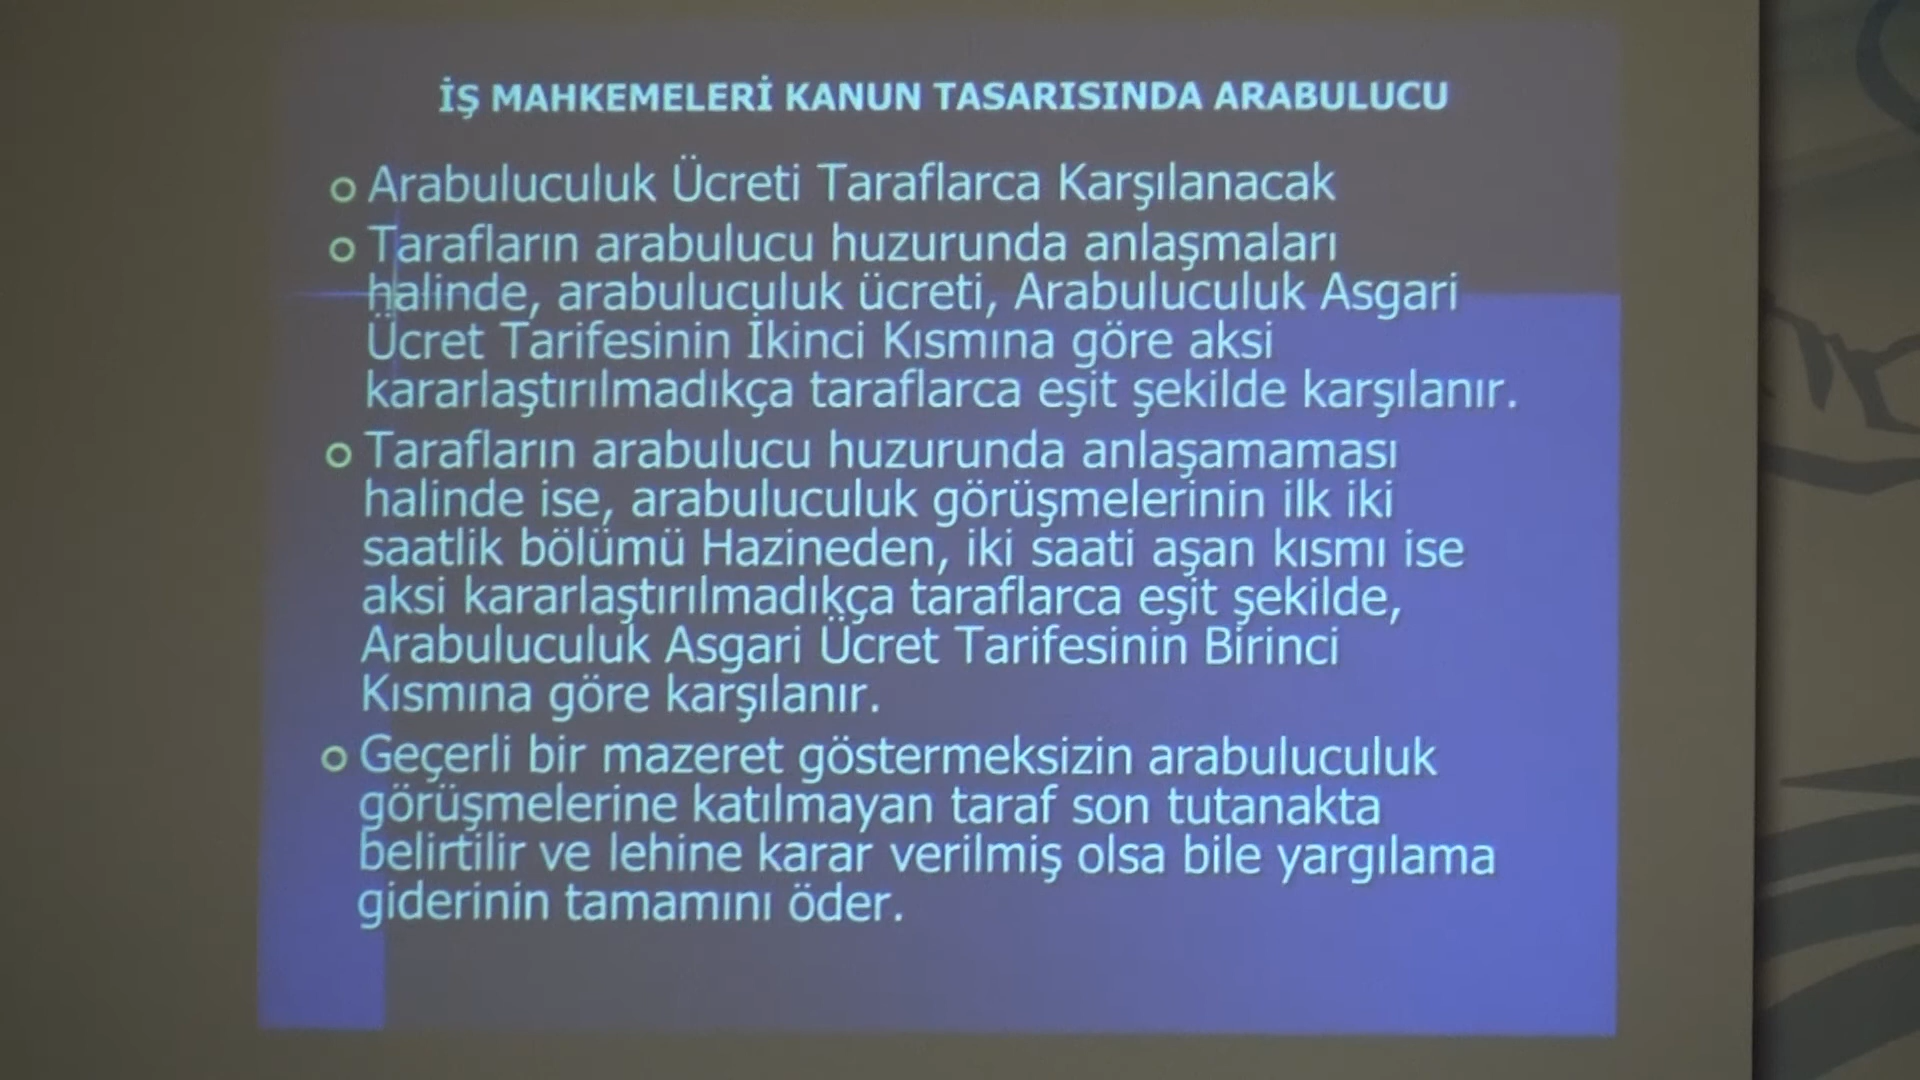 İŞ MAHKEMELERİ KANUN TASARISINDA ARABULUCU
Arabuluculuk Ücreti Taraflarca Karşılanacak
Tarafların arabulucu huzurunda anlaşmaları
halinde, arabuluculuk ücreti, Arabuluculuk Asgari
Ücret Tarifesinin İkinci Kısmına göre aksi
kararlaştırılmadıkça taraflarca eşit şekilde karşılanır.
Tarafların arabulucu huzurunda anlaşamaması
halinde ise, arabuluculuk görüşmelerinin ilk iki
saatlik bölümü Hazineden, iki saati aşan kısmı ise
aksi kararlaştırılmadıkça taraflarca eşit şekilde,
Arabuluculuk Asgari Ücret Tarifesinin Birinci
Kısmına göre karşılanır.
Geçerli bir mazeret göstermeksizin arabuluculuk
görüşmelerine katılmayan taraf son tutanakta
belirtilir ve lehine karar verilmiş olsa bile yargılama
giderinin tamamını öder.